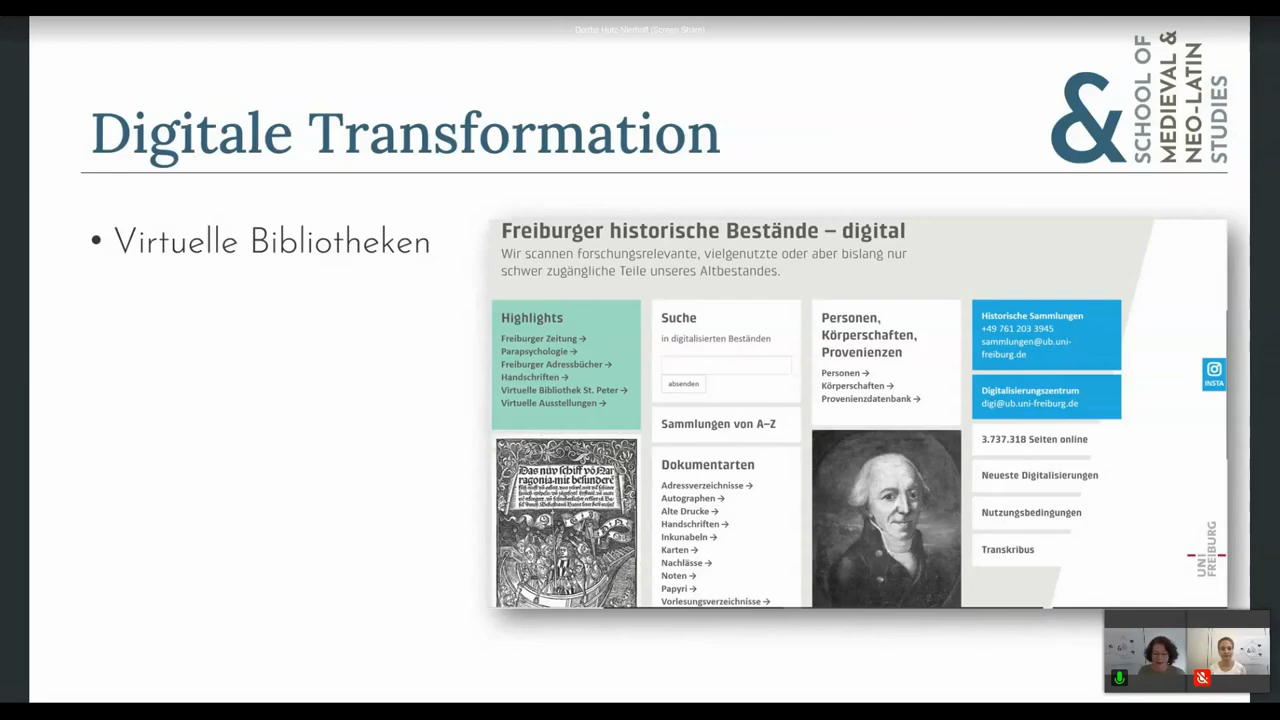 (Screen Share)
Digitale Transformation
& SCHOOL OF
MEDIEVAL &
NEO-LATIN
STUDIES
• Virtuelle Bibliotheken
Freiburger historische Bestände – digital
Wir scannen forschungsrelevante, vielgenutzte oder aber bislang nur
schwer zugängliche Teile unseres Altbestandes.
Highlights
Freiburger Zeitung →
Parapsychologie →
Freiburger Adressbücher →
Handschriften →
Virtuelle Bibliothek St. Peter →
Virtuelle Ausstellungen →
Suche
in digitalisierten Beständen
absenden
Sammlungen von A–Z
Dokumentarten
Adressverzeichnisse →
Autographen →
Alte Drucke →
Handschriften →
Inkunabeln →
Karten →
Nachlässe →
Noten →
Papyri →
Vorlesungsverzeichnisse →
Personen,
Körperschaften,
Provenienzen
Personen →
Körperschaften →
Provenienzdatenbank →
Historische Sammlungen
+49 761 203 3945
sammlungen@ub.uni-
freiburg.de
Digitalisierungszentrum
digi@ub.uni-freiburg.de
3.737.318 Seiten online
Neueste Digitalisierungen
Nutzungsbedingungen
Transkribus
INSTA
UNI
FREIBURG